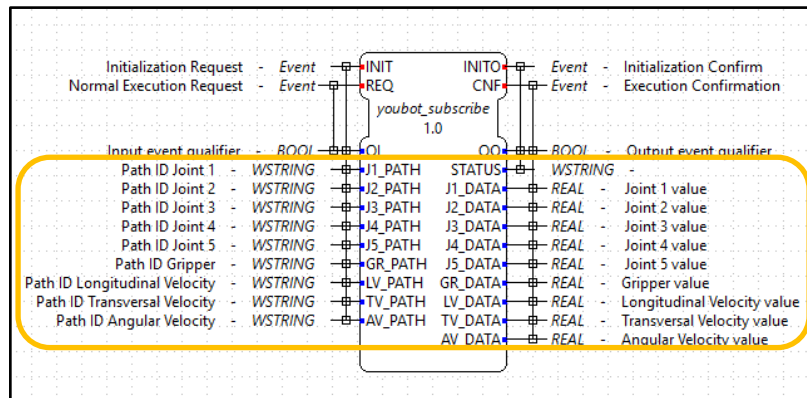 Initialization Request - Event INIT INITO Event - Initialization Confirm
Normal Execution Request - Event REQ CNF Event - Execution Confirmation
youbot_subscribe
1.0
Input event qualifier - BOOL QI QO BOOL - Output event qualifier
Path ID Joint 1 - WSTRING J1_PATH STATUS WSTRING -
Path ID Joint 2 - WSTRING J2_PATH J1_DATA REAL - Joint 1 value
Path ID Joint 3 - WSTRING J3_PATH J2_DATA REAL - Joint 2 value
Path ID Joint 4 - WSTRING J4_PATH J3_DATA REAL - Joint 3 value
Path ID Joint 5 - WSTRING J5_PATH J4_DATA REAL - Joint 4 value
Path ID Gripper - WSTRING GR_PATH J5_DATA REAL - Joint 5 value
Path ID Longitudinal Velocity - WSTRING LV_PATH GR_DATA REAL - Gripper value
Path ID Transversal Velocity - WSTRING TV_PATH LV_DATA REAL - Longitudinal Velocity value
Path ID Angular Velocity - WSTRING AV_PATH TV_DATA REAL - Transversal Velocity value
AV_DATA REAL - Angular Velocity value